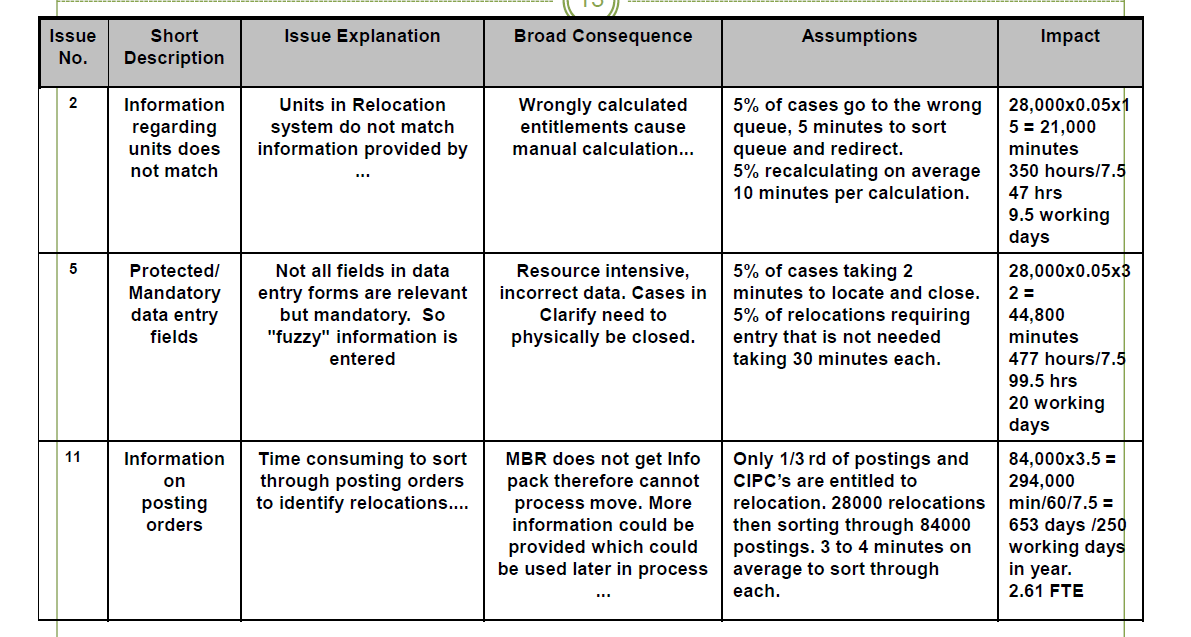 15
Issue No.
Short Description
Issue Explanation
Broad Consequence
Assumptions
Impact
2
Information
regarding
units does
not match
Units in Relocation
system do not match
information provided by
...
Wrongly calculated
entitlements cause
manual calculation...
5% of cases go to the wrong
queue, 5 minutes to sort
queue and redirect.
5% recalculating on average
10 minutes per calculation.
28,000x0.05x1
5 = 21,000
minutes
350 hours/7.5
47 hrs
9.5 working
days
5
Protected/
Mandatory
data entry
fields
Not all fields in data
entry forms are relevant
but mandatory.  So
"fuzzy" information is
entered
Resource intensive,
incorrect data. Cases in
Clarify need to
physically be closed.
5% of cases taking 2
minutes to locate and close.
5% of relocations requiring
entry that is not needed
taking 30 minutes each.
28,000x0.05x3
2 =
44,800
minutes
477 hours/7.5
99.5 hrs
20 working
days
11
Information
on
posting
orders
Time consuming to sort
through posting orders
to identify relocations....
MBR does not get Info
pack therefore cannot
process move. More
information could be
provided which could
be used later in process
...
Only 1/3 rd of postings and
CIPC’s are entitled to
relocation. 28000 relocations
then sorting through 84000
postings. 3 to 4 minutes on
average to sort through
each.
84,000x3.5 =
294,000
min/60/7.5 =
653 days /250
working days
in year.
2.61 FTE